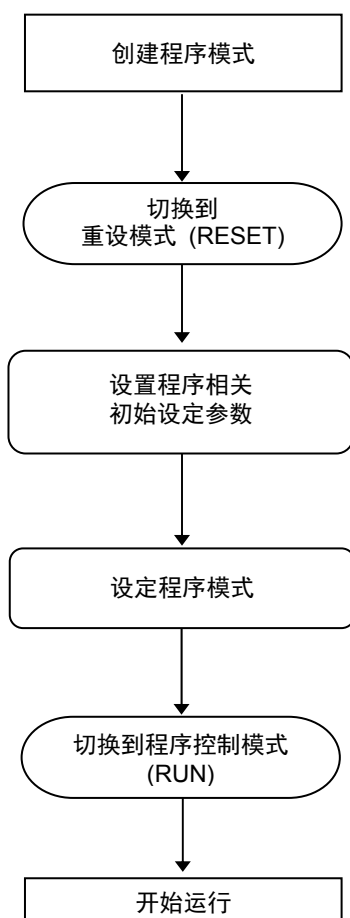 创建程序模式
切换到
重设模式 (RESET)
设置程序相关
初始设定参数
设定程序模式
切换到程序控制模式
(RUN)
开始运行